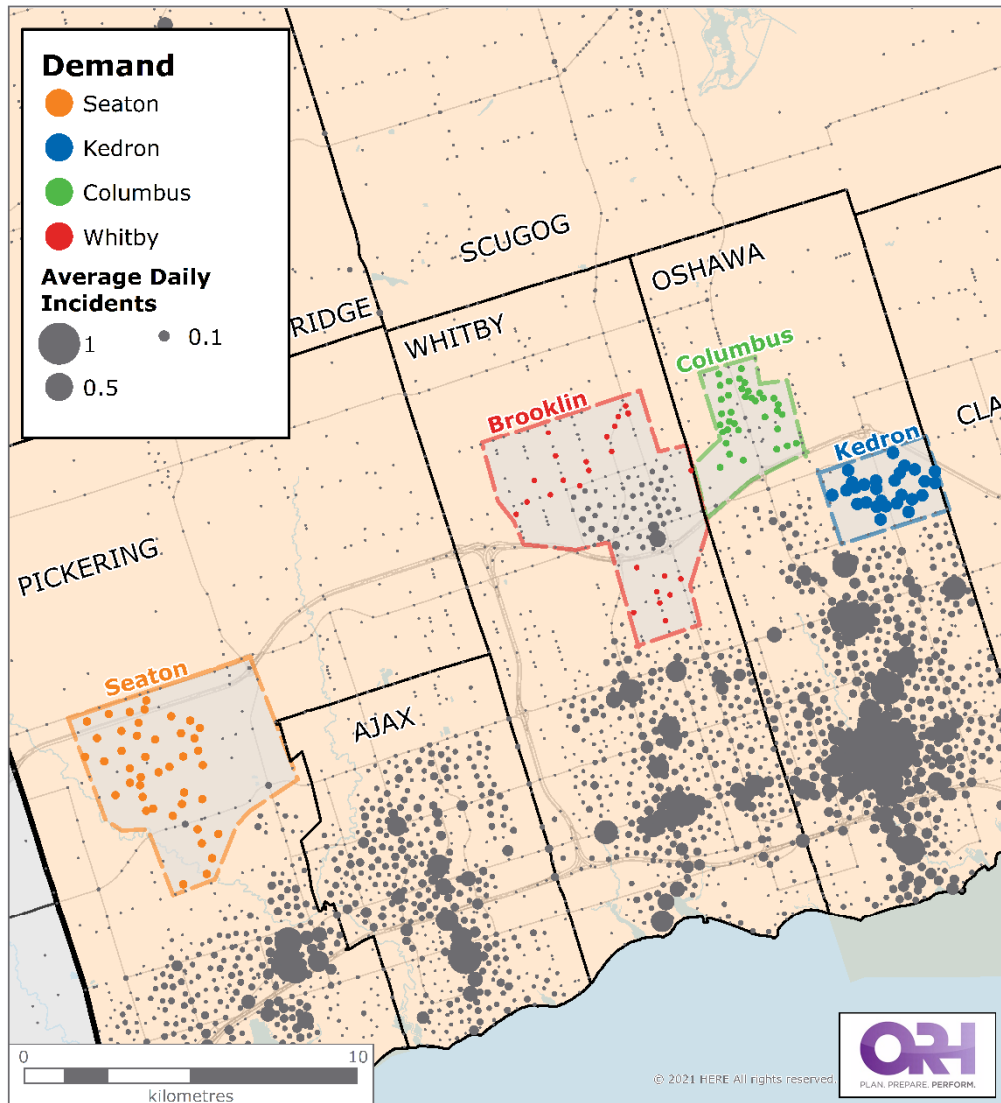 Demand
Seaton
Kedron
Columbus
Whitby
Average Daily
Incidents
1
0.1
0.5
SCUGOG
OSHAWA
RIDGE
WHITBY
Columbus
Brooklin
CLA
Kedron
PICKERING
Seaton
AJAX
0
10
kilometres
© 2021 HERE All rights reserved.
ORH
PLAN. PREPARE. PERFORM.